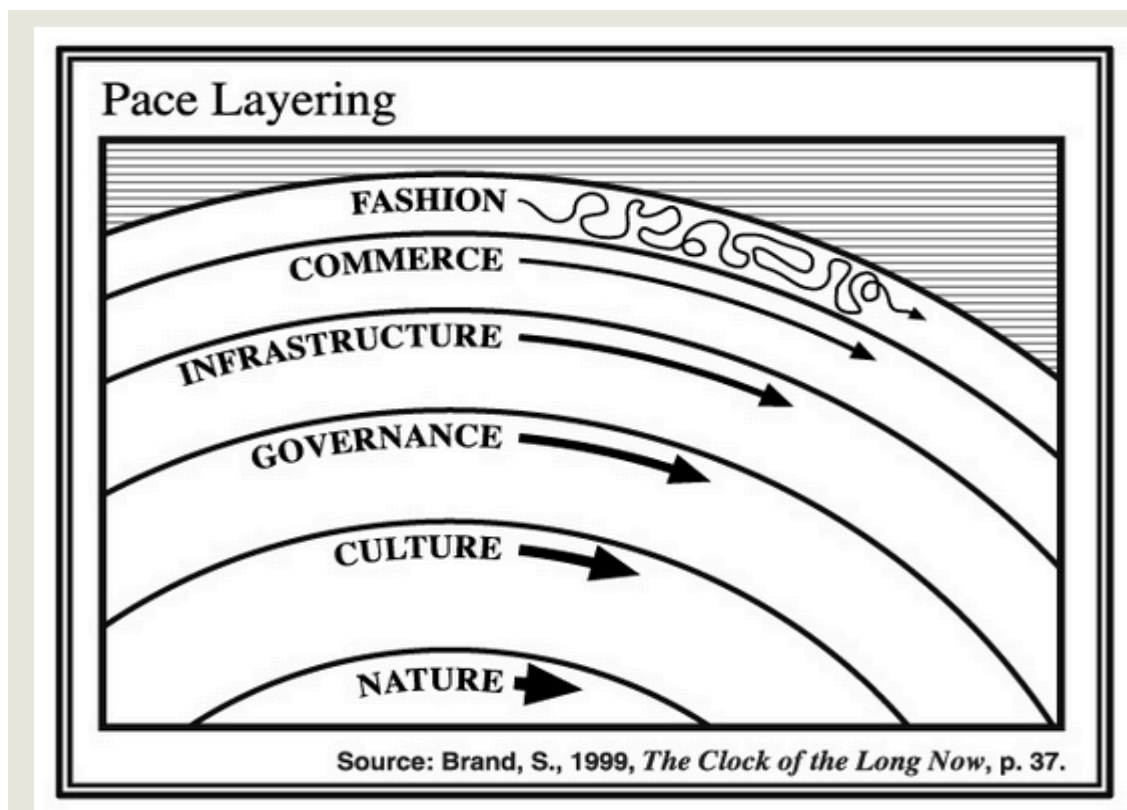 Pace Layering
FASHION
COMMERCE
INFRASTRUCTURE
GOVERNANCE
CULTURE
NATURE
Source: Brand, S., 1999, The Clock of the Long Now, p. 37.